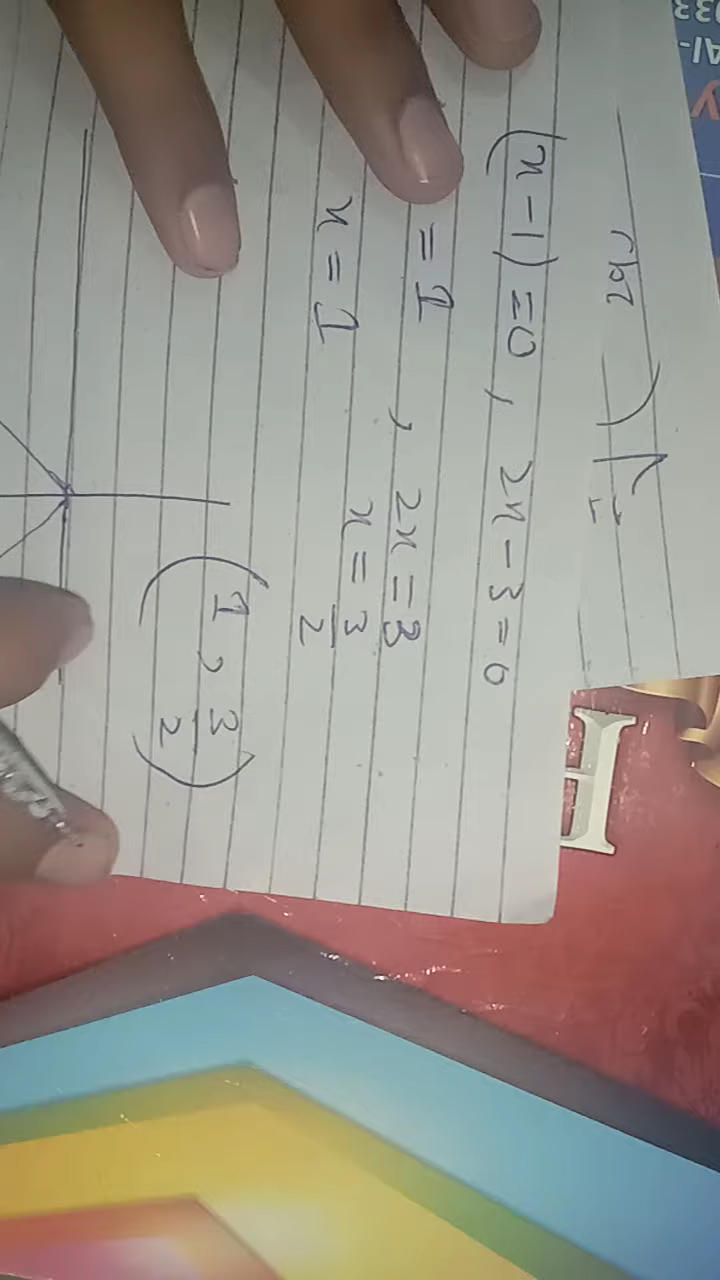 (x-1)=0, 2x-3=0
=1, 2x=3
x=1 x=3/2
(1, 3/2)
H